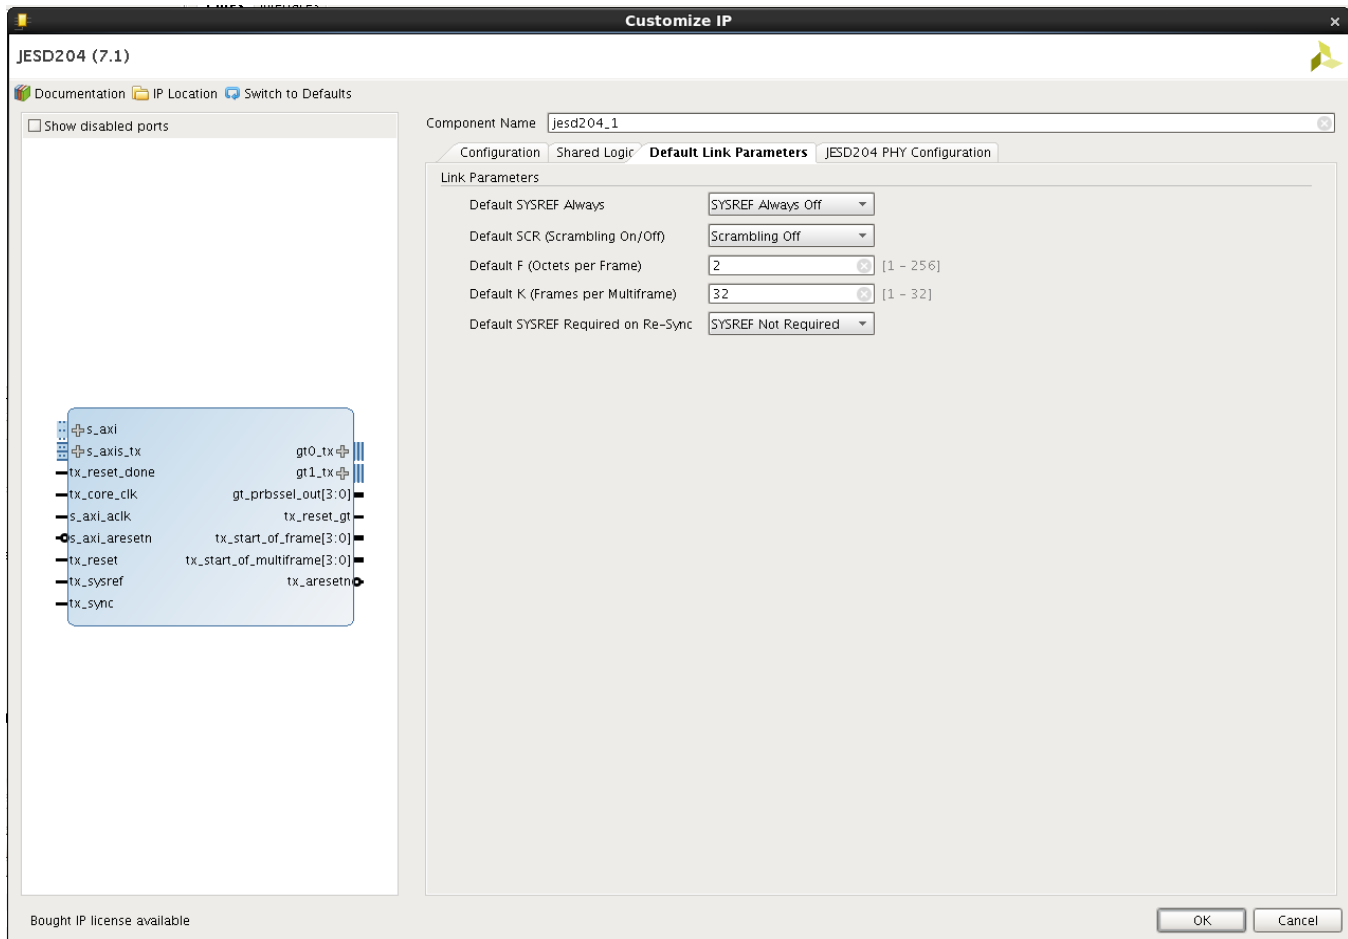 Customize IP
JESD204 (7.1)
Documentation IP Location Switch to Defaults
Show disabled ports
s_axi
s_axis_tx
tx_reset_done
tx_core_clk
s_axi_aclk
s_axi_aresetn
tx_reset
tx_sysref
tx_sync
gt0_tx
gt1_tx
gt_prbssel_out[3:0]
tx_reset_gt
tx_start_of_frame[3:0]
tx_start_of_multiframe[3:0]
tx_aresetn
Component Name jesd204_1
Configuration Shared Logic Default Link Parameters JESD204 PHY Configuration
Link Parameters
Default SYSREF Always SYSREF Always Off
Default SCR (Scrambling On/Off) Scrambling Off
Default F (Octets per Frame) 2 [1 - 256]
Default K (Frames per Multiframe) 32 [1 - 32]
Default SYSREF Required on Re-Sync SYSREF Not Required
Bought IP license available
OK Cancel